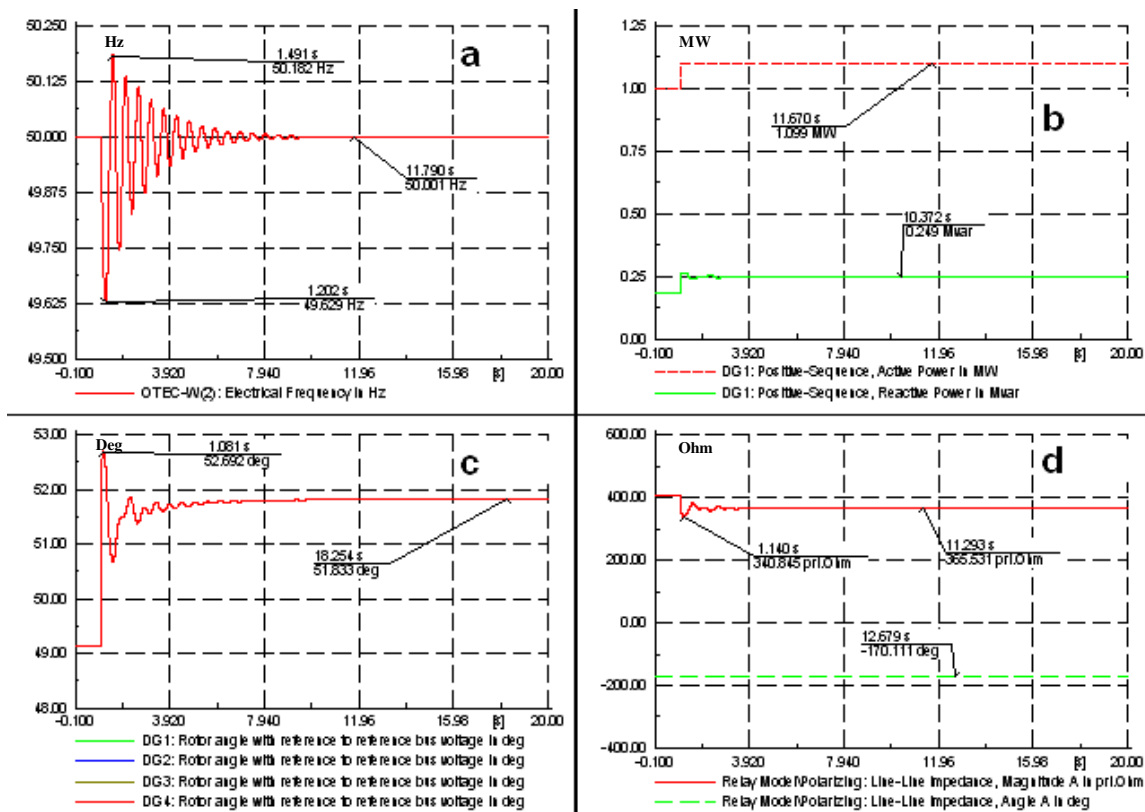 Hz
a
50.250
50.125
50.000
49.875
49.750
49.625
49.500
1.491 s
50.182 Hz
11.790 s
50.001 Hz
1.202 s
49.629 Hz
-0.100 3.920 7.940 11.96 15.98 [s] 20.00
OTEC-W(2): Electrical Frequency in Hz
MW
b
1.25
1.00
0.75
0.50
0.25
0.00
11.670 s
1.099 MW
10.372 s
0.249 Mvar
-0.100 3.920 7.940 11.96 15.98 [s] 20.00
DG1: Positive-Sequence, Active Power in MW
DG1: Positive-Sequence, Reactive Power in Mvar
Deg
c
53.00
52.00
51.00
50.00
49.00
48.00
1.081 s
52.692 deg
18.254 s
51.833 deg
-0.100 3.920 7.940 11.96 15.98 [s] 20.00
DG1: Rotor angle with reference to reference bus voltage in deg
DG2: Rotor angle with reference to reference bus voltage in deg
DG3: Rotor angle with reference to reference bus voltage in deg
DG4: Rotor angle with reference to reference bus voltage in deg
Ohm
d
600.00
400.00
200.00
0.00
-200.00
-400.00
1.140 s
340.845 pri.Ohm
11.293 s
365.531 pri.Ohm
12.679 s
-170.111 deg
-0.100 3.920 7.940 11.96 15.98 [s] 20.00
Relay Model\Polarizing: Line-Line Impedance, Magnitude A in pri.Ohm
Relay Model\Polarizing: Line-Line Impedance, Angle A in deg